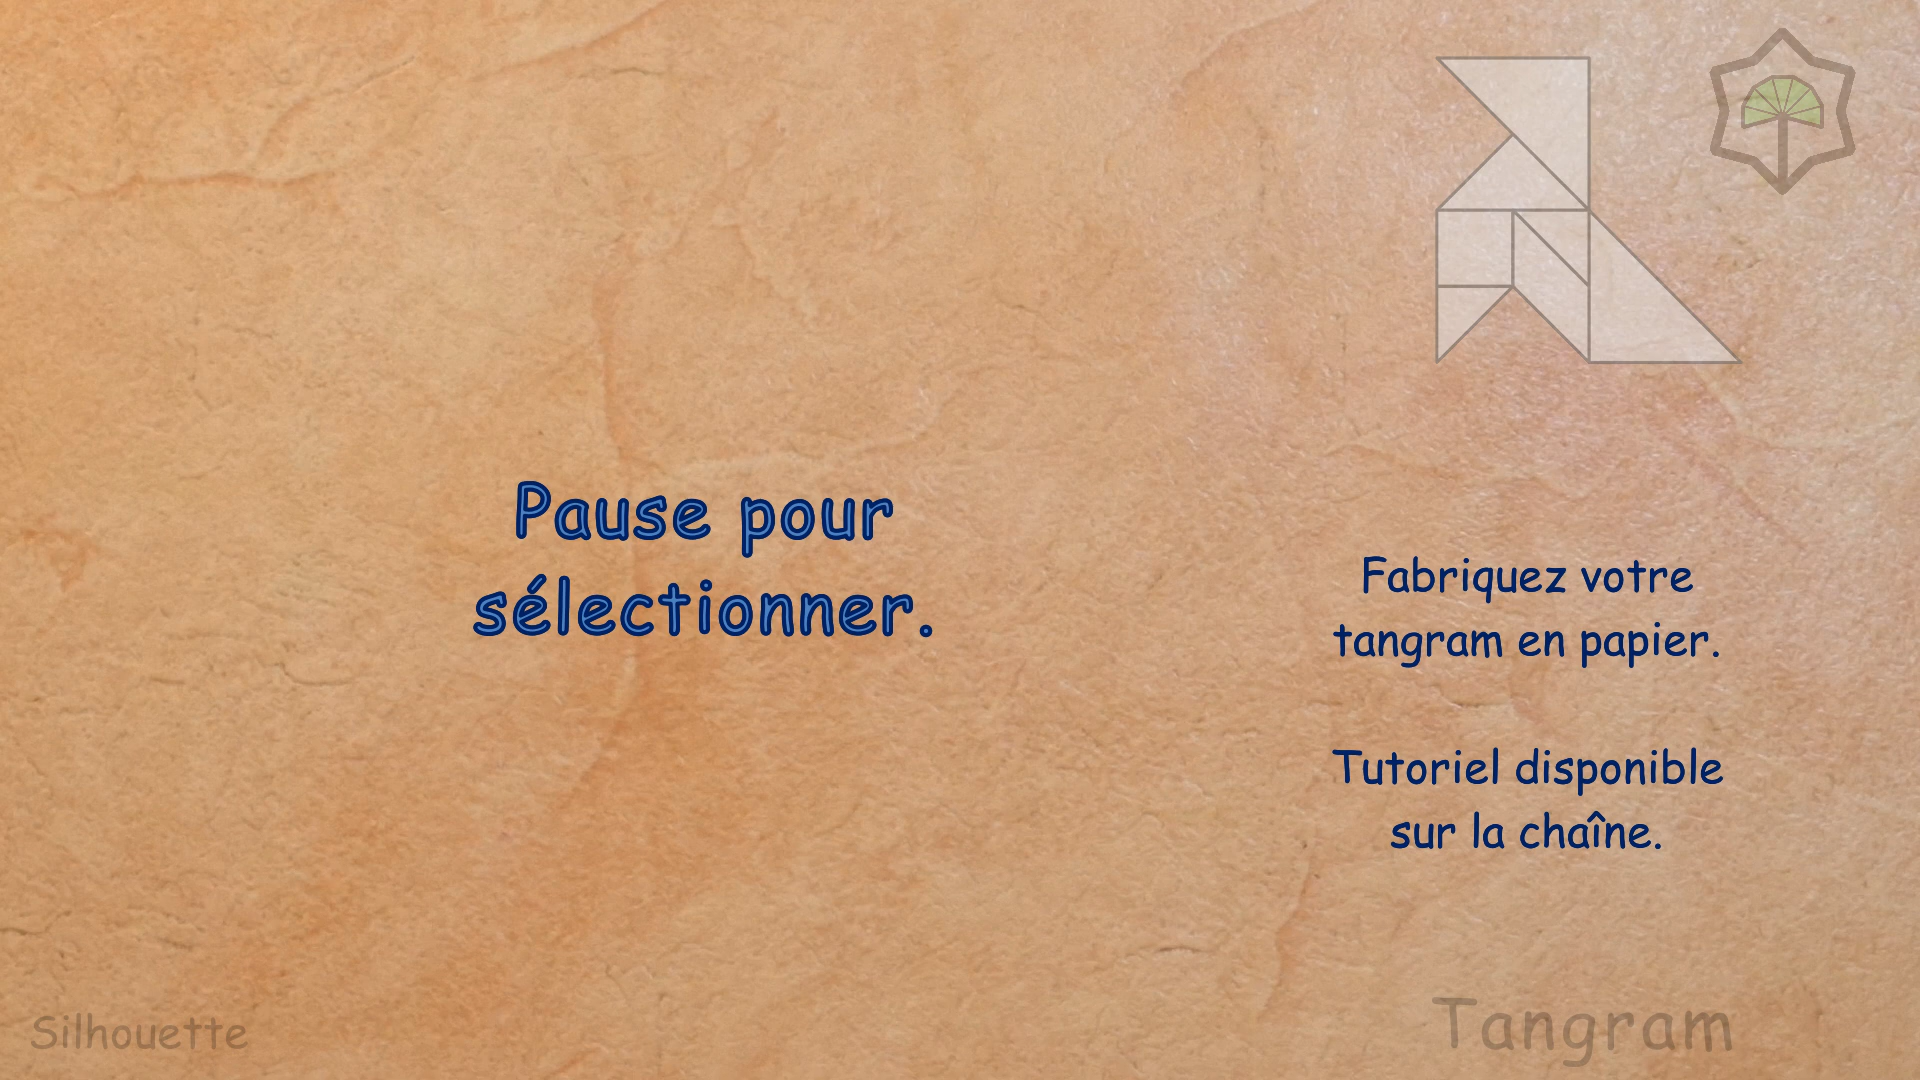 Pause pour
sélectionner.
Fabriquez votre
tangram en papier.
Tutoriel disponible
sur la chaîne.
Silhouette
Tangram